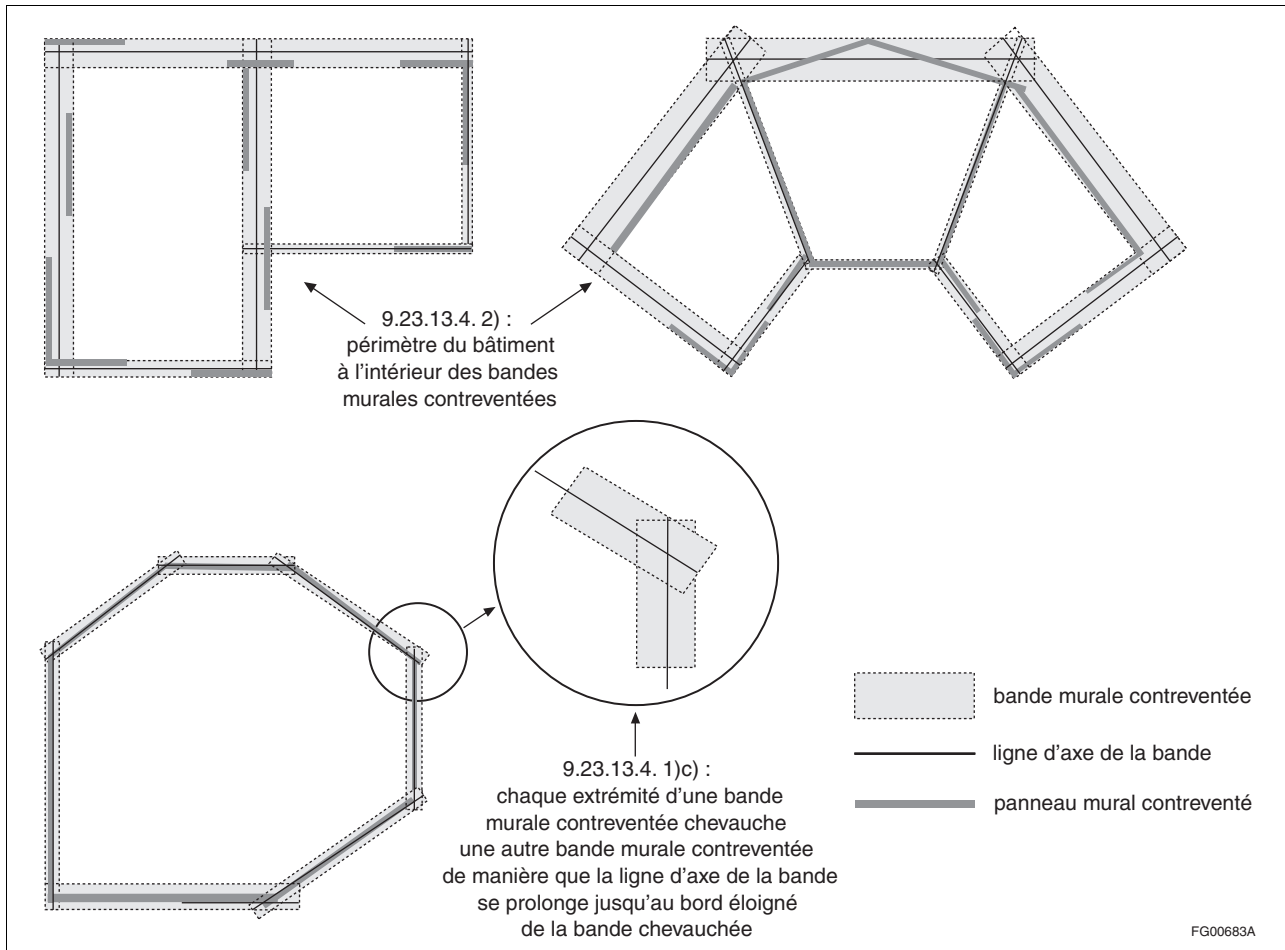 9.23.13.4. 2) :
périmètre du bâtiment
à l'intérieur des bandes
murales contreventées
9.23.13.4. 1)c) :
chaque extrémité d'une bande
murale contreventée chevauche
une autre bande murale contreventée
de manière que la ligne d'axe de la bande
se prolonge jusqu'au bord éloigné
de la bande chevauchée
bande murale contreventée
ligne d'axe de la bande
panneau mural contreventé
FG00683A